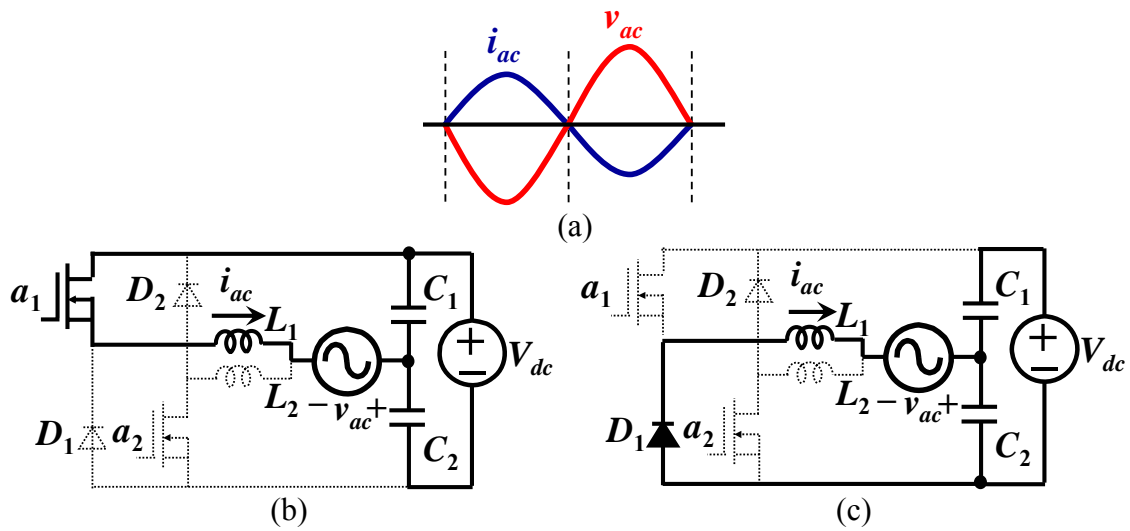 v_ac
i_ac
(a)
a_1
D_2
i_ac
L_1
C_1
+
−
V_dc
L_2
− v_ac +
D_1
a_2
C_2
(b)
a_1
D_2
i_ac
L_1
C_1
+
−
V_dc
L_2
− v_ac +
D_1
a_2
C_2
(c)